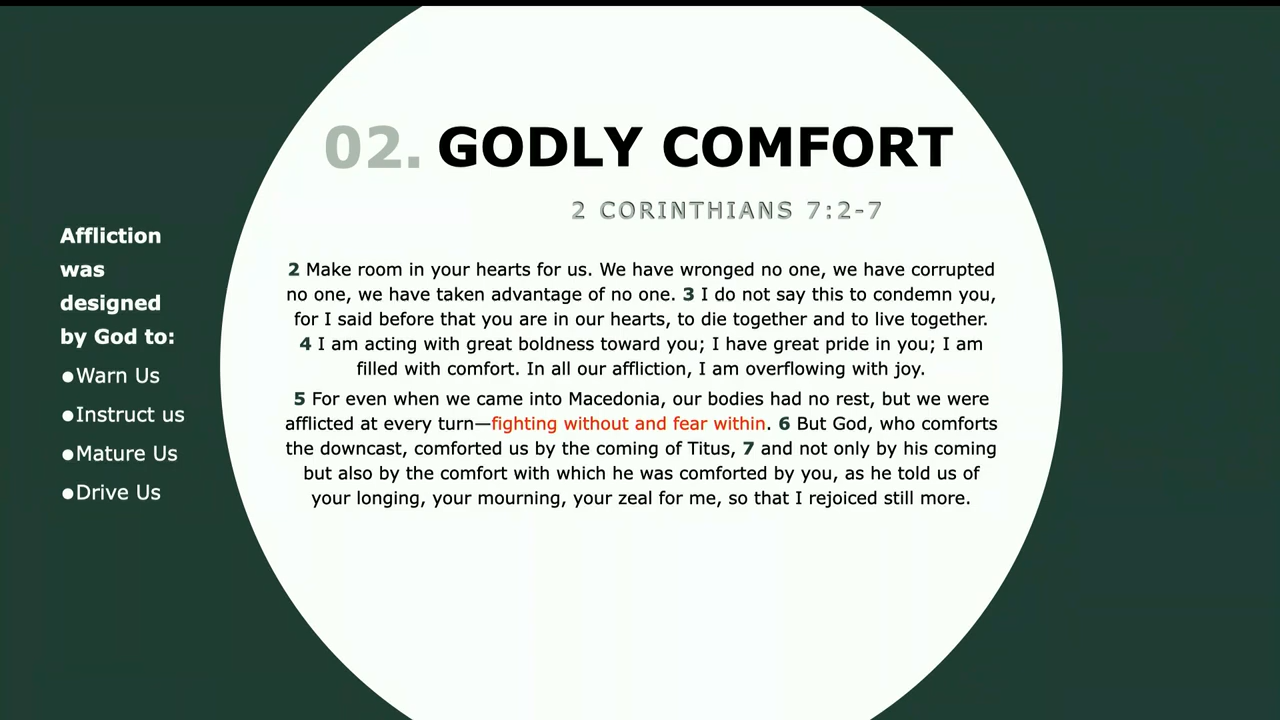 02. GODLY COMFORT
2 CORINTHIANS 7:2-7
Affliction
was
designed
by God to:
●Warn Us
●Instruct us
●Mature Us
●Drive Us
2 Make room in your hearts for us. We have wronged no one, we have corrupted
no one, we have taken advantage of no one. 3 I do not say this to condemn you,
for I said before that you are in our hearts, to die together and to live together.
4 I am acting with great boldness toward you; I have great pride in you; I am
filled with comfort. In all our affliction, I am overflowing with joy.
5 For even when we came into Macedonia, our bodies had no rest, but we were
afflicted at every turn—fighting without and fear within. 6 But God, who comforts
the downcast, comforted us by the coming of Titus, 7 and not only by his coming
but also by the comfort with which he was comforted by you, as he told us of
your longing, your mourning, your zeal for me, so that I rejoiced still more.